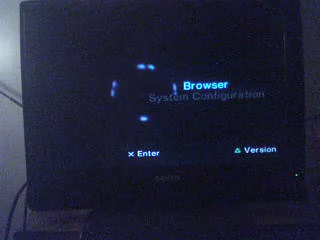 Browser
System Configuration
✕ Enter
△ Version